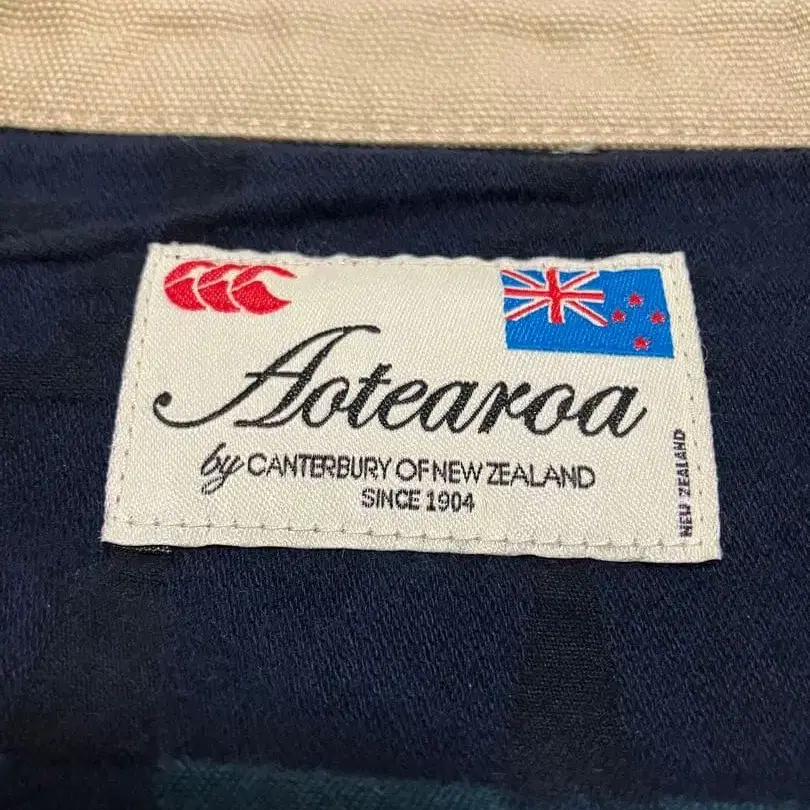 Aotearoa
by CANTERBURY OF NEW ZEALAND
SINCE 1904
NEW ZEALAND